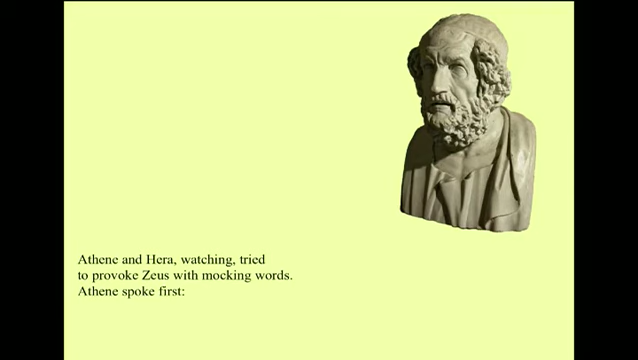 Athene and Hera, watching, tried
to provoke Zeus with mocking words.
Athene spoke first: